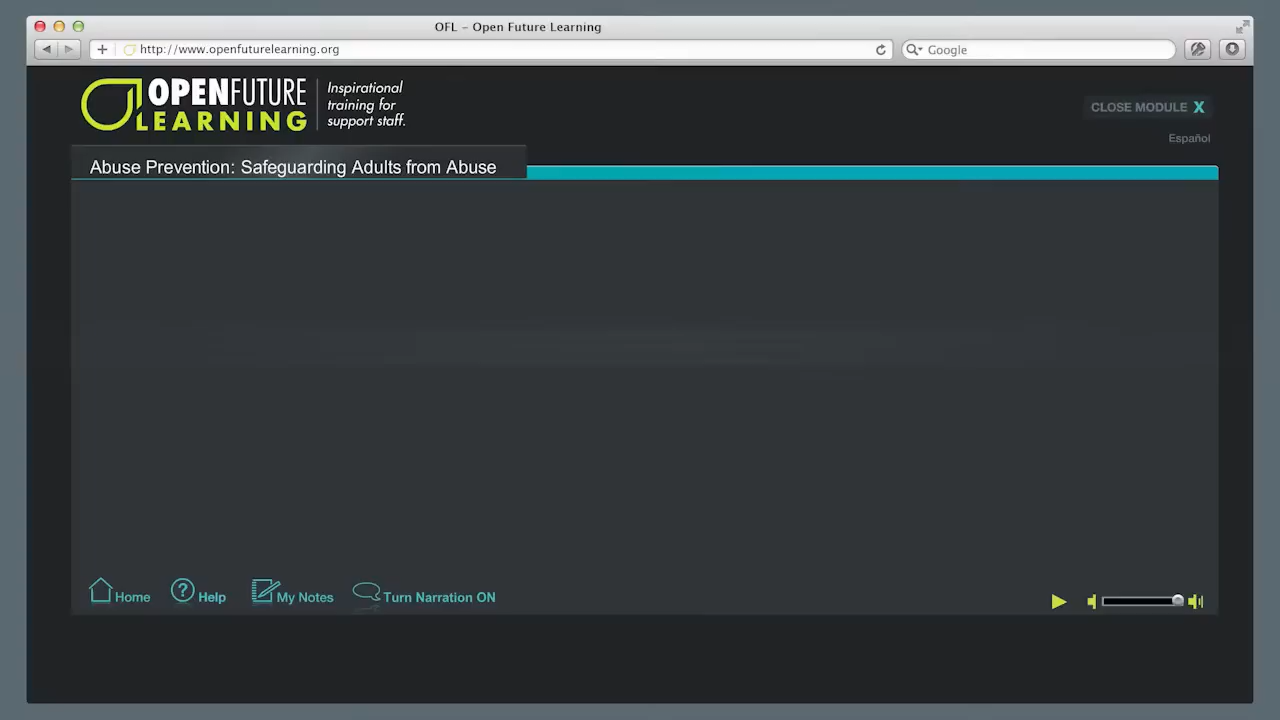 OFL – Open Future Learning
http://www.openfuturelearning.org
Google
OPENFUTURE
LEARNING
Inspirational
training for
support staff.
CLOSE MODULE X
Español
Abuse Prevention: Safeguarding Adults from Abuse
Home
? Help
My Notes
Turn Narration ON